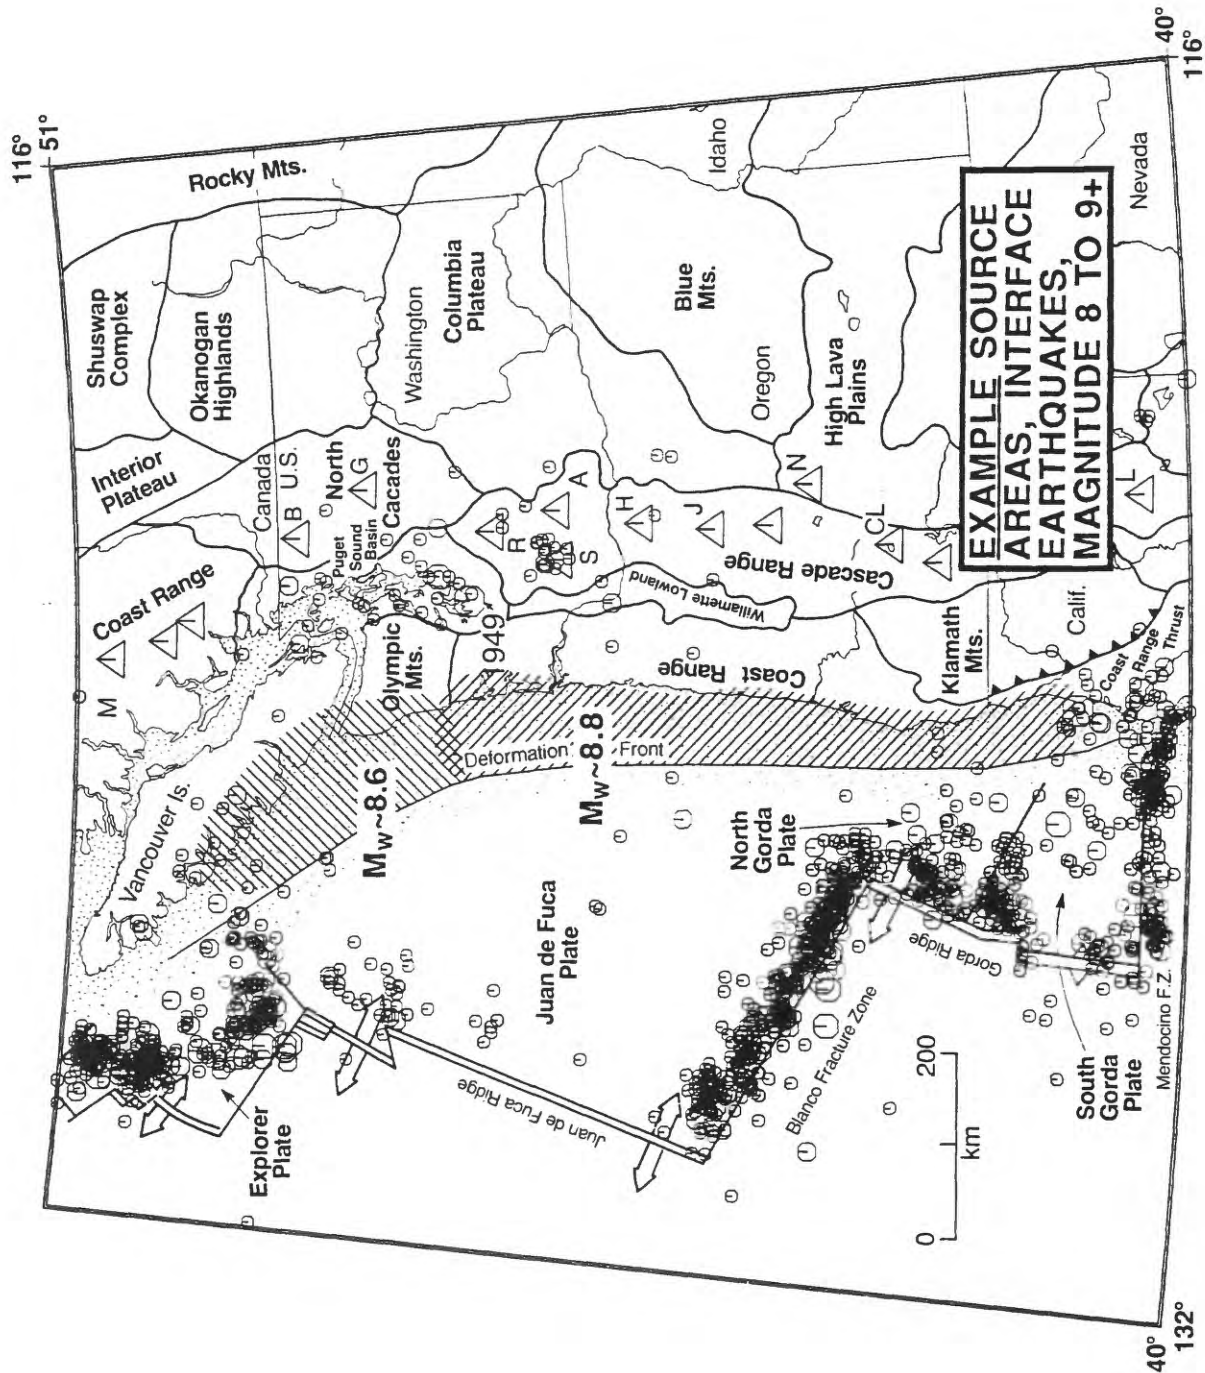 116°
51°
Rocky Mts.
Shuswap
Complex
Okanogan
Highlands
Interior
Plateau
Canada
U.S.
Washington
Columbia
Plateau
Idaho
Blue
Mts.
Oregon
High Lava
Plains
Nevada
40°
116°
Coast Range
M
B
North
Cacades
G
Puget
Sound
Basin
R
A
S
H
J
N
CL
L
Cascade Range
Willamette Lowland
Olympic
Mts.
1949
Coast Range
Klamath
Mts.
Calif.
Coast
Range
Thrust
Vancouver Is.
Mw~8.6
Mw~8.8
Deformation Front
Juan de Fuca
Plate
North
Gorda
Plate
Explorer
Plate
Juan de Fuca Ridge
Blanco Fracture Zone
Gorda Ridge
South
Gorda
Plate
Mendocino F.Z.
0 200
km
40°
132°
EXAMPLE SOURCE
AREAS, INTERFACE
EARTHQUAKES,
MAGNITUDE 8 TO 9+